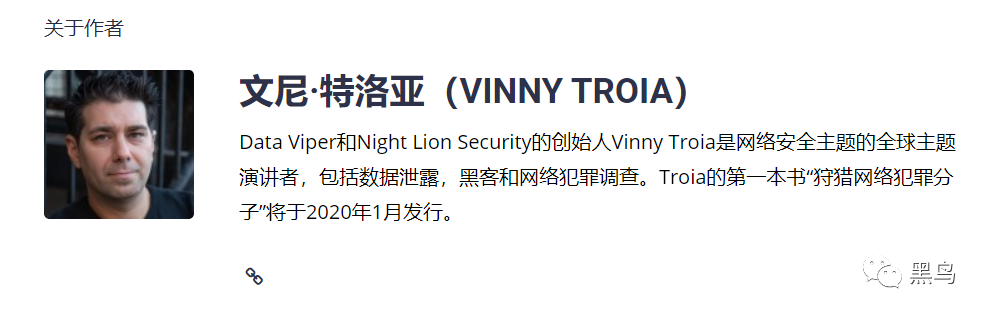 关于作者
文尼·特洛亚（VINNY TROIA）
Data Viper和Night Lion Security的创始人Vinny Troia是网络安全主题的全球主题
演讲者，包括数据泄露，黑客和网络犯罪调查。Troia的第一本书“狩猎网络犯罪分
子”将于2020年1月发行。
黑鸟